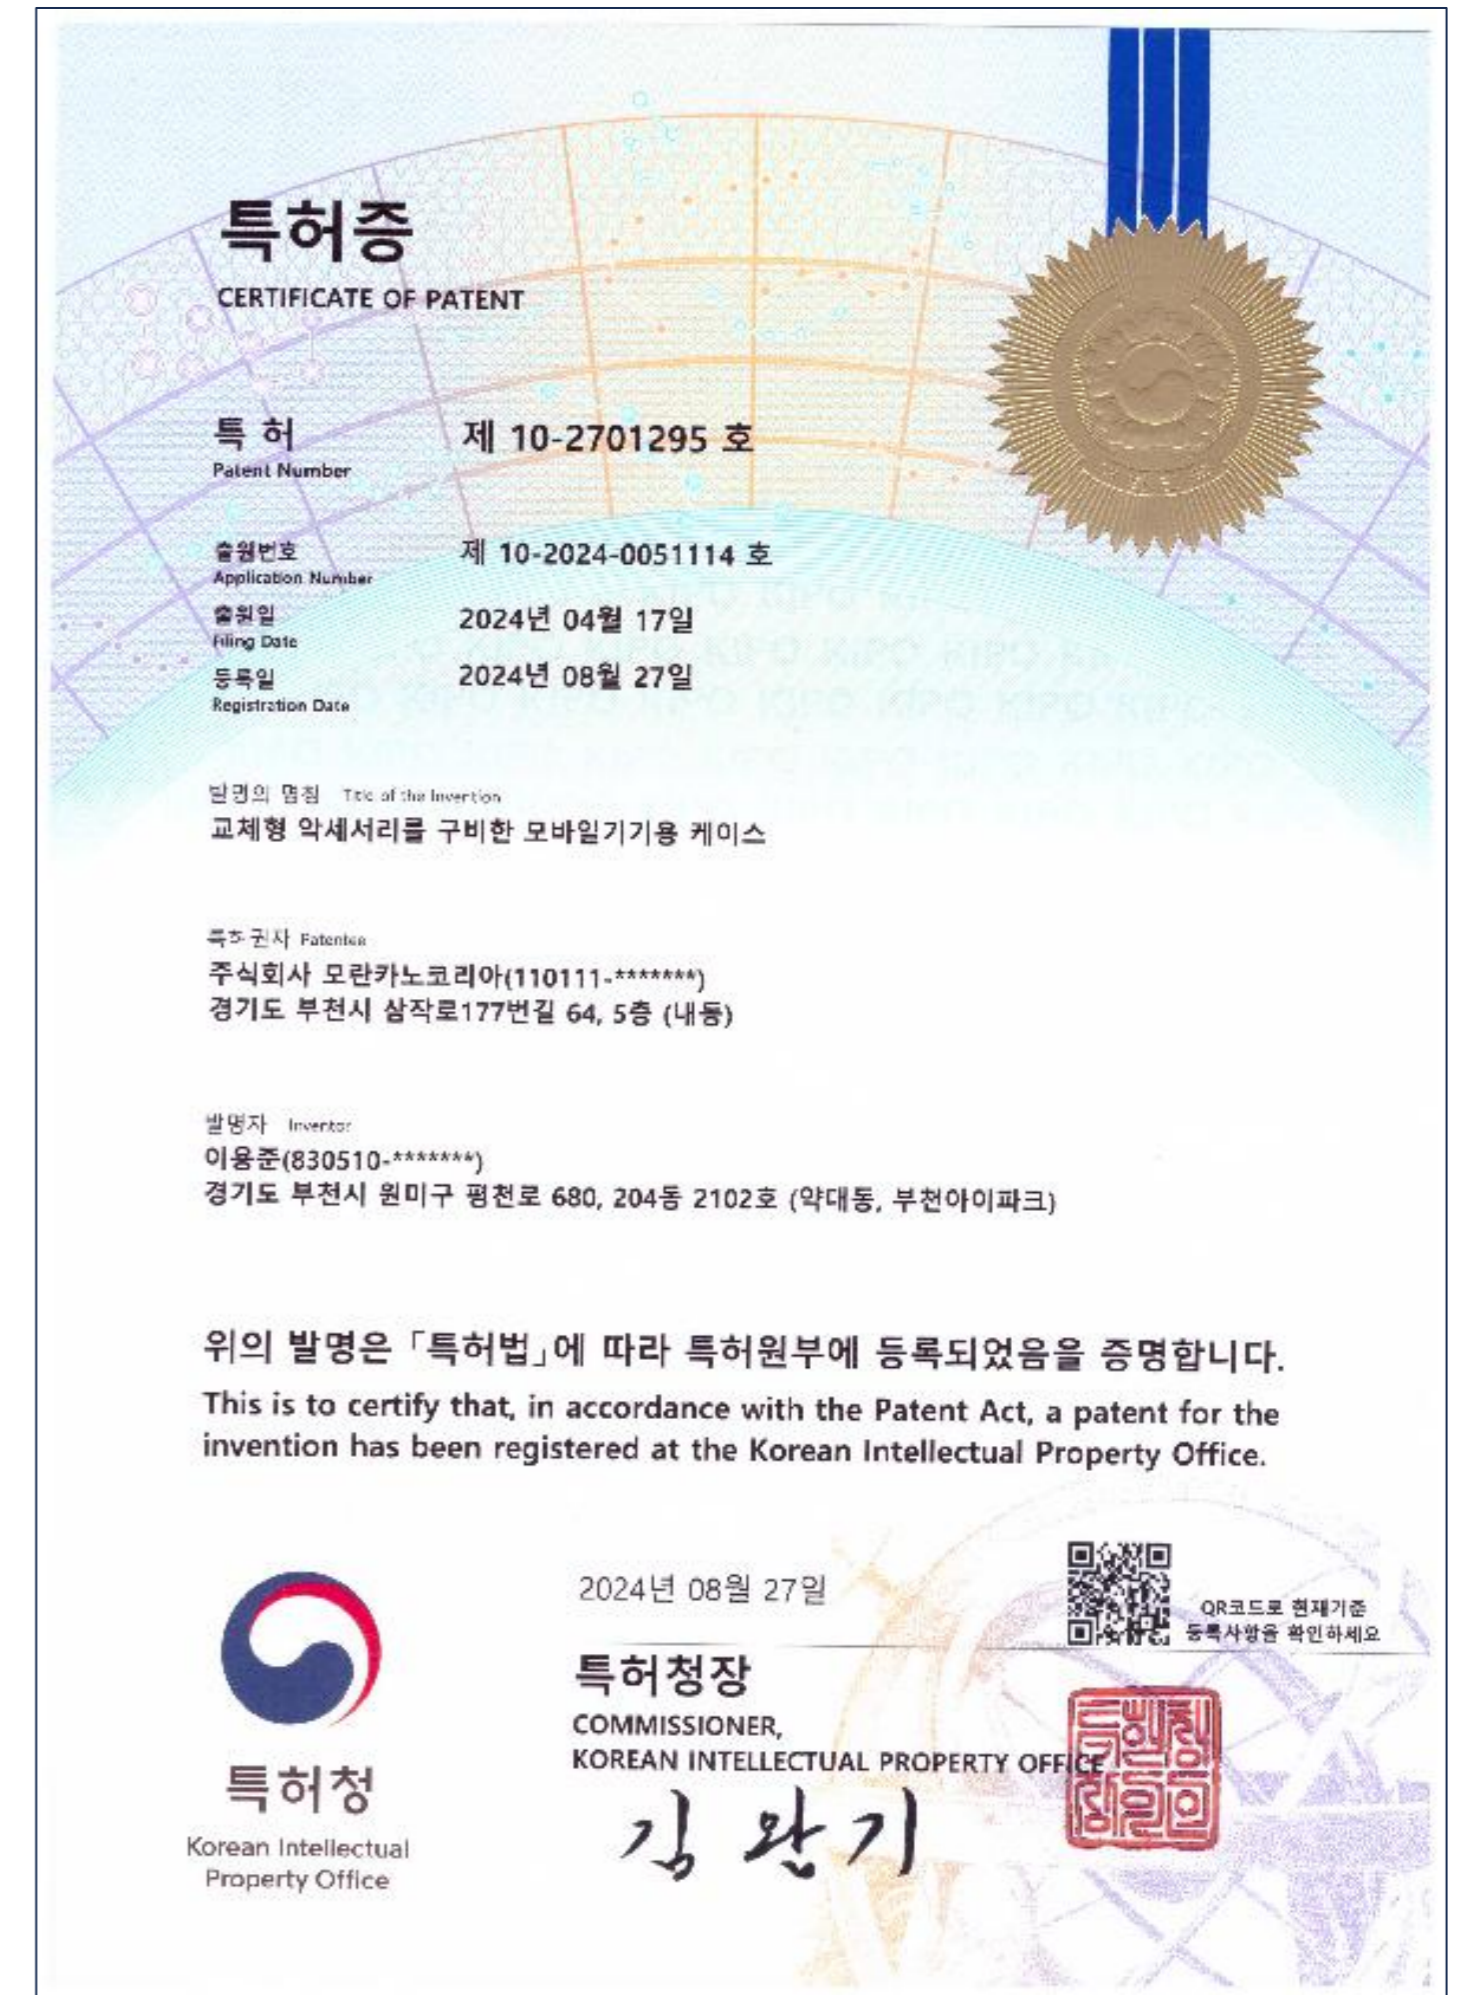 특허증
CERTIFICATE OF PATENT
특 허 제 10-2701295 호
Patent Number
출원번호 제 10-2024-0051114 호
Application Number
출원일 2024년 04월 17일
Filing Date
등록일 2024년 08월 27일
Registration Date
발명의 명칭 Title of the Invention
교체형 악세서리를 구비한 모바일기기용 케이스
특허권자 Patentee
주식회사 모란카노코리아(110111-*******)
경기도 부천시 삼작로177번길 64, 5층 (내동)
발명자 Inventor
이용준(830510-*******)
경기도 부천시 원미구 평천로 680, 204동 2102호 (약대동, 부천아이파크)
위의 발명은 「특허법」에 따라 특허원부에 등록되었음을 증명합니다.
This is to certify that, in accordance with the Patent Act, a patent for the
invention has been registered at the Korean Intellectual Property Office.
2024년 08월 27일
QR코드로 현재기준
등록사항을 확인하세요
특허청장
COMMISSIONER,
KOREAN INTELLECTUAL PROPERTY OFFICE
김완기
특허청
Korean Intellectual
Property Office